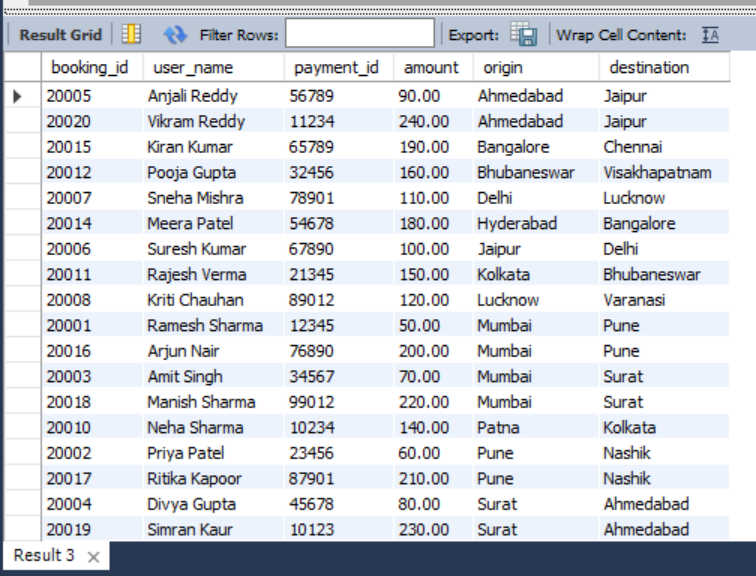 Result Grid Filter Rows: Export: Wrap Cell Content: IA
booking_id user_name payment_id amount origin destination
20005 Anjali Reddy 56789 90.00 Ahmedabad Jaipur
20020 Vikram Reddy 11234 240.00 Ahmedabad Jaipur
20015 Kiran Kumar 65789 190.00 Bangalore Chennai
20012 Pooja Gupta 32456 160.00 Bhubaneswar Visakhapatnam
20007 Sneha Mishra 78901 110.00 Delhi Lucknow
20014 Meera Patel 54678 180.00 Hyderabad Bangalore
20006 Suresh Kumar 67890 100.00 Jaipur Delhi
20011 Rajesh Verma 21345 150.00 Kolkata Bhubaneswar
20008 Kriti Chauhan 89012 120.00 Lucknow Varanasi
20001 Ramesh Sharma 12345 50.00 Mumbai Pune
20016 Arjun Nair 76890 200.00 Mumbai Pune
20003 Amit Singh 34567 70.00 Mumbai Surat
20018 Manish Sharma 99012 220.00 Mumbai Surat
20010 Neha Sharma 10234 140.00 Patna Kolkata
20002 Priya Patel 23456 60.00 Pune Nashik
20017 Ritika Kapoor 87901 210.00 Pune Nashik
20004 Divya Gupta 45678 80.00 Surat Ahmedabad
20019 Simran Kaur 10123 230.00 Surat Ahmedabad
Result 3